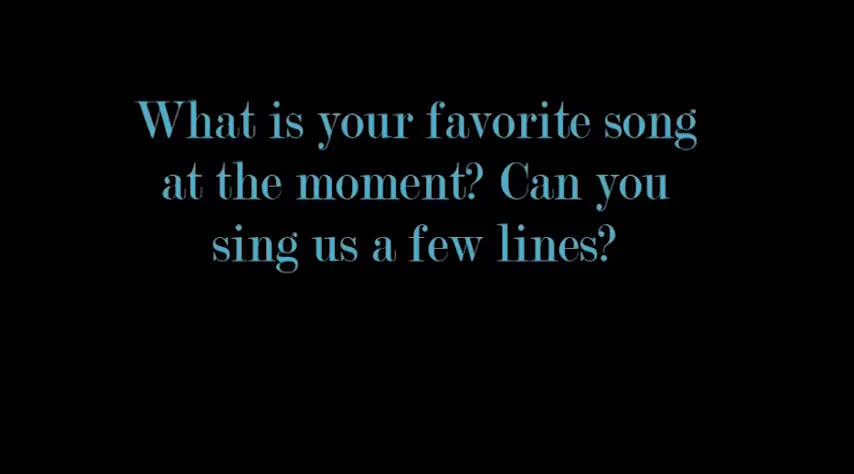 What is your favorite song
at the moment? Can you
sing us a few lines?